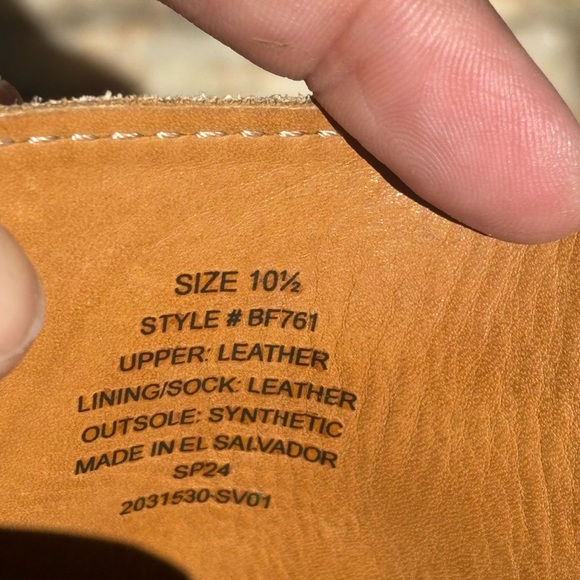 SIZE 10½
STYLE # BF761
UPPER: LEATHER
LINING/SOCK: LEATHER
OUTSOLE: SYNTHETIC
MADE IN EL SALVADOR
SP24
2031530-SV01